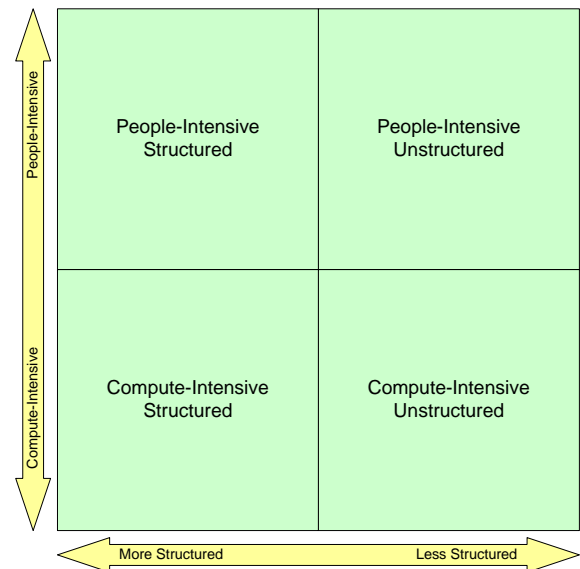 People-Intensive
People-Intensive
Structured
People-Intensive
Unstructured
Compute-Intensive
Compute-Intensive
Structured
Compute-Intensive
Unstructured
More Structured
Less Structured